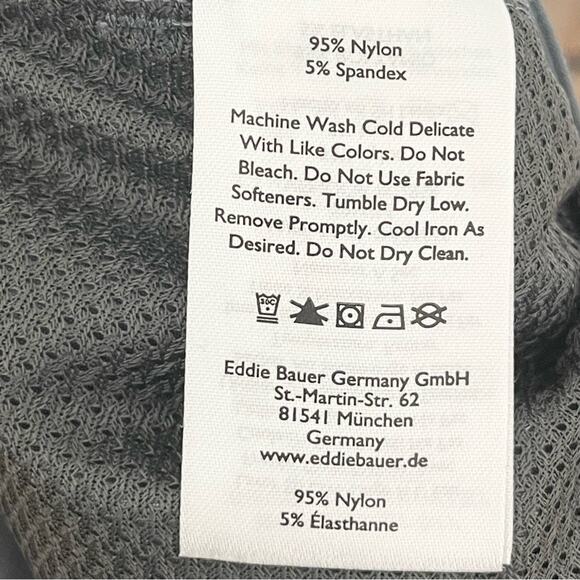 95% Nylon
5% Spandex
Machine Wash Cold Delicate
With Like Colors. Do Not
Bleach. Do Not Use Fabric
Softeners. Tumble Dry Low.
Remove Promptly. Cool Iron As
Desired. Do Not Dry Clean.
30C
Eddie Bauer Germany GmbH
St.-Martin-Str. 62
81541 München
Germany
www.eddiebauer.de
95% Nylon
5% Élasthanne